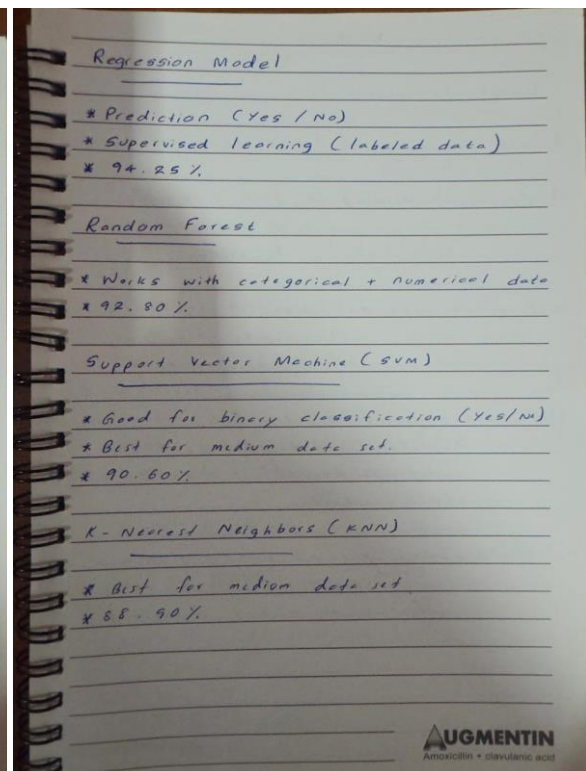 Regression Model
* Prediction (Yes / No)
* Supervised learning (labeled data)
* 94.25 %
Random Forest
* Works with categorical + numerical data
* 92.80 %
Support Vector Machine (SVM)
* Good for binary classification (Yes/No)
* Best for medium data set.
* 90.60 %
K-Nearest Neighbors (KNN)
* Best for mediom data set
* 88.90 %
AUGMENTIN
Amoxicillin + clavulanic acid